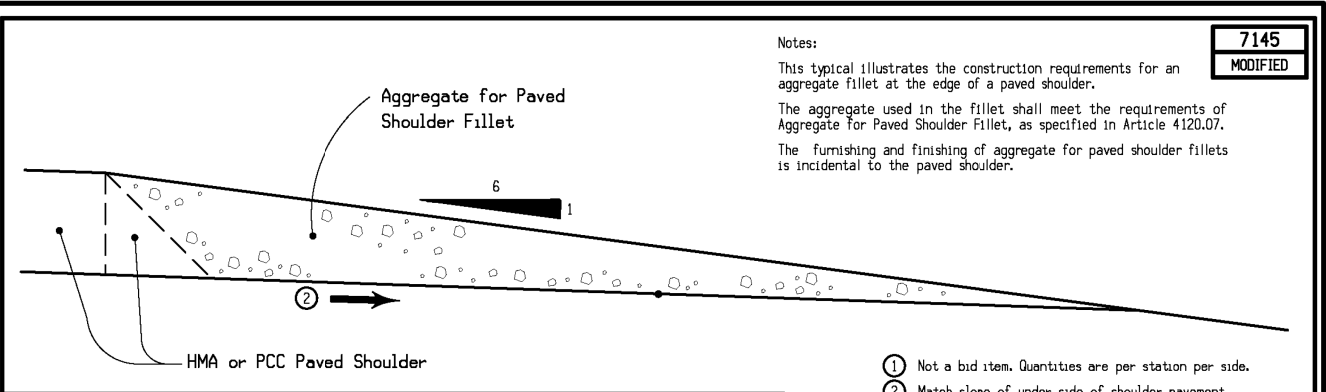 Notes:
7145
MODIFIED
This typical illustrates the construction requirements for an
aggregate fillet at the edge of a paved shoulder.
The aggregate used in the fillet shall meet the requirements of
Aggregate for Paved Shoulder Fillet, as specified in Article 4120.07.
The furnishing and finishing of aggregate for paved shoulder fillets
is incidental to the paved shoulder.
Aggregate for Paved
Shoulder Fillet
6
1
2
HMA or PCC Paved Shoulder
1 Not a bid item. Quantities are per station per side.
2 Match slope of under side of shoulder pavement